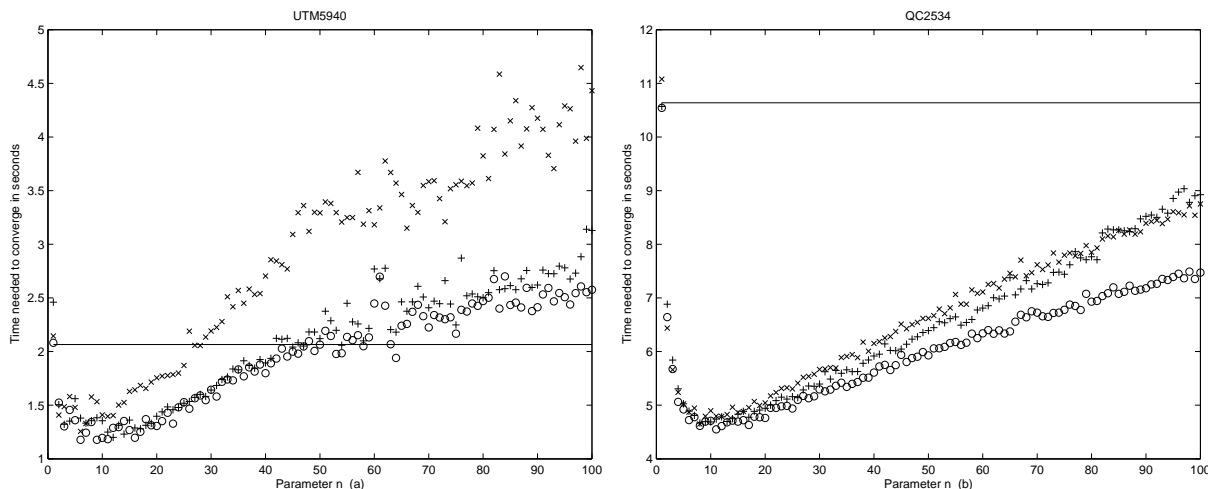 UTM5940
5
4.5
4
3.5
3
2.5
2
1.5
1
Time needed to converge in seconds
0 10 20 30 40 50 60 70 80 90 100
Parameter n (a)
QC2534
12
11
10
9
8
7
6
5
4
Time needed to converge in seconds
0 10 20 30 40 50 60 70 80 90 100
Parameter n (b)